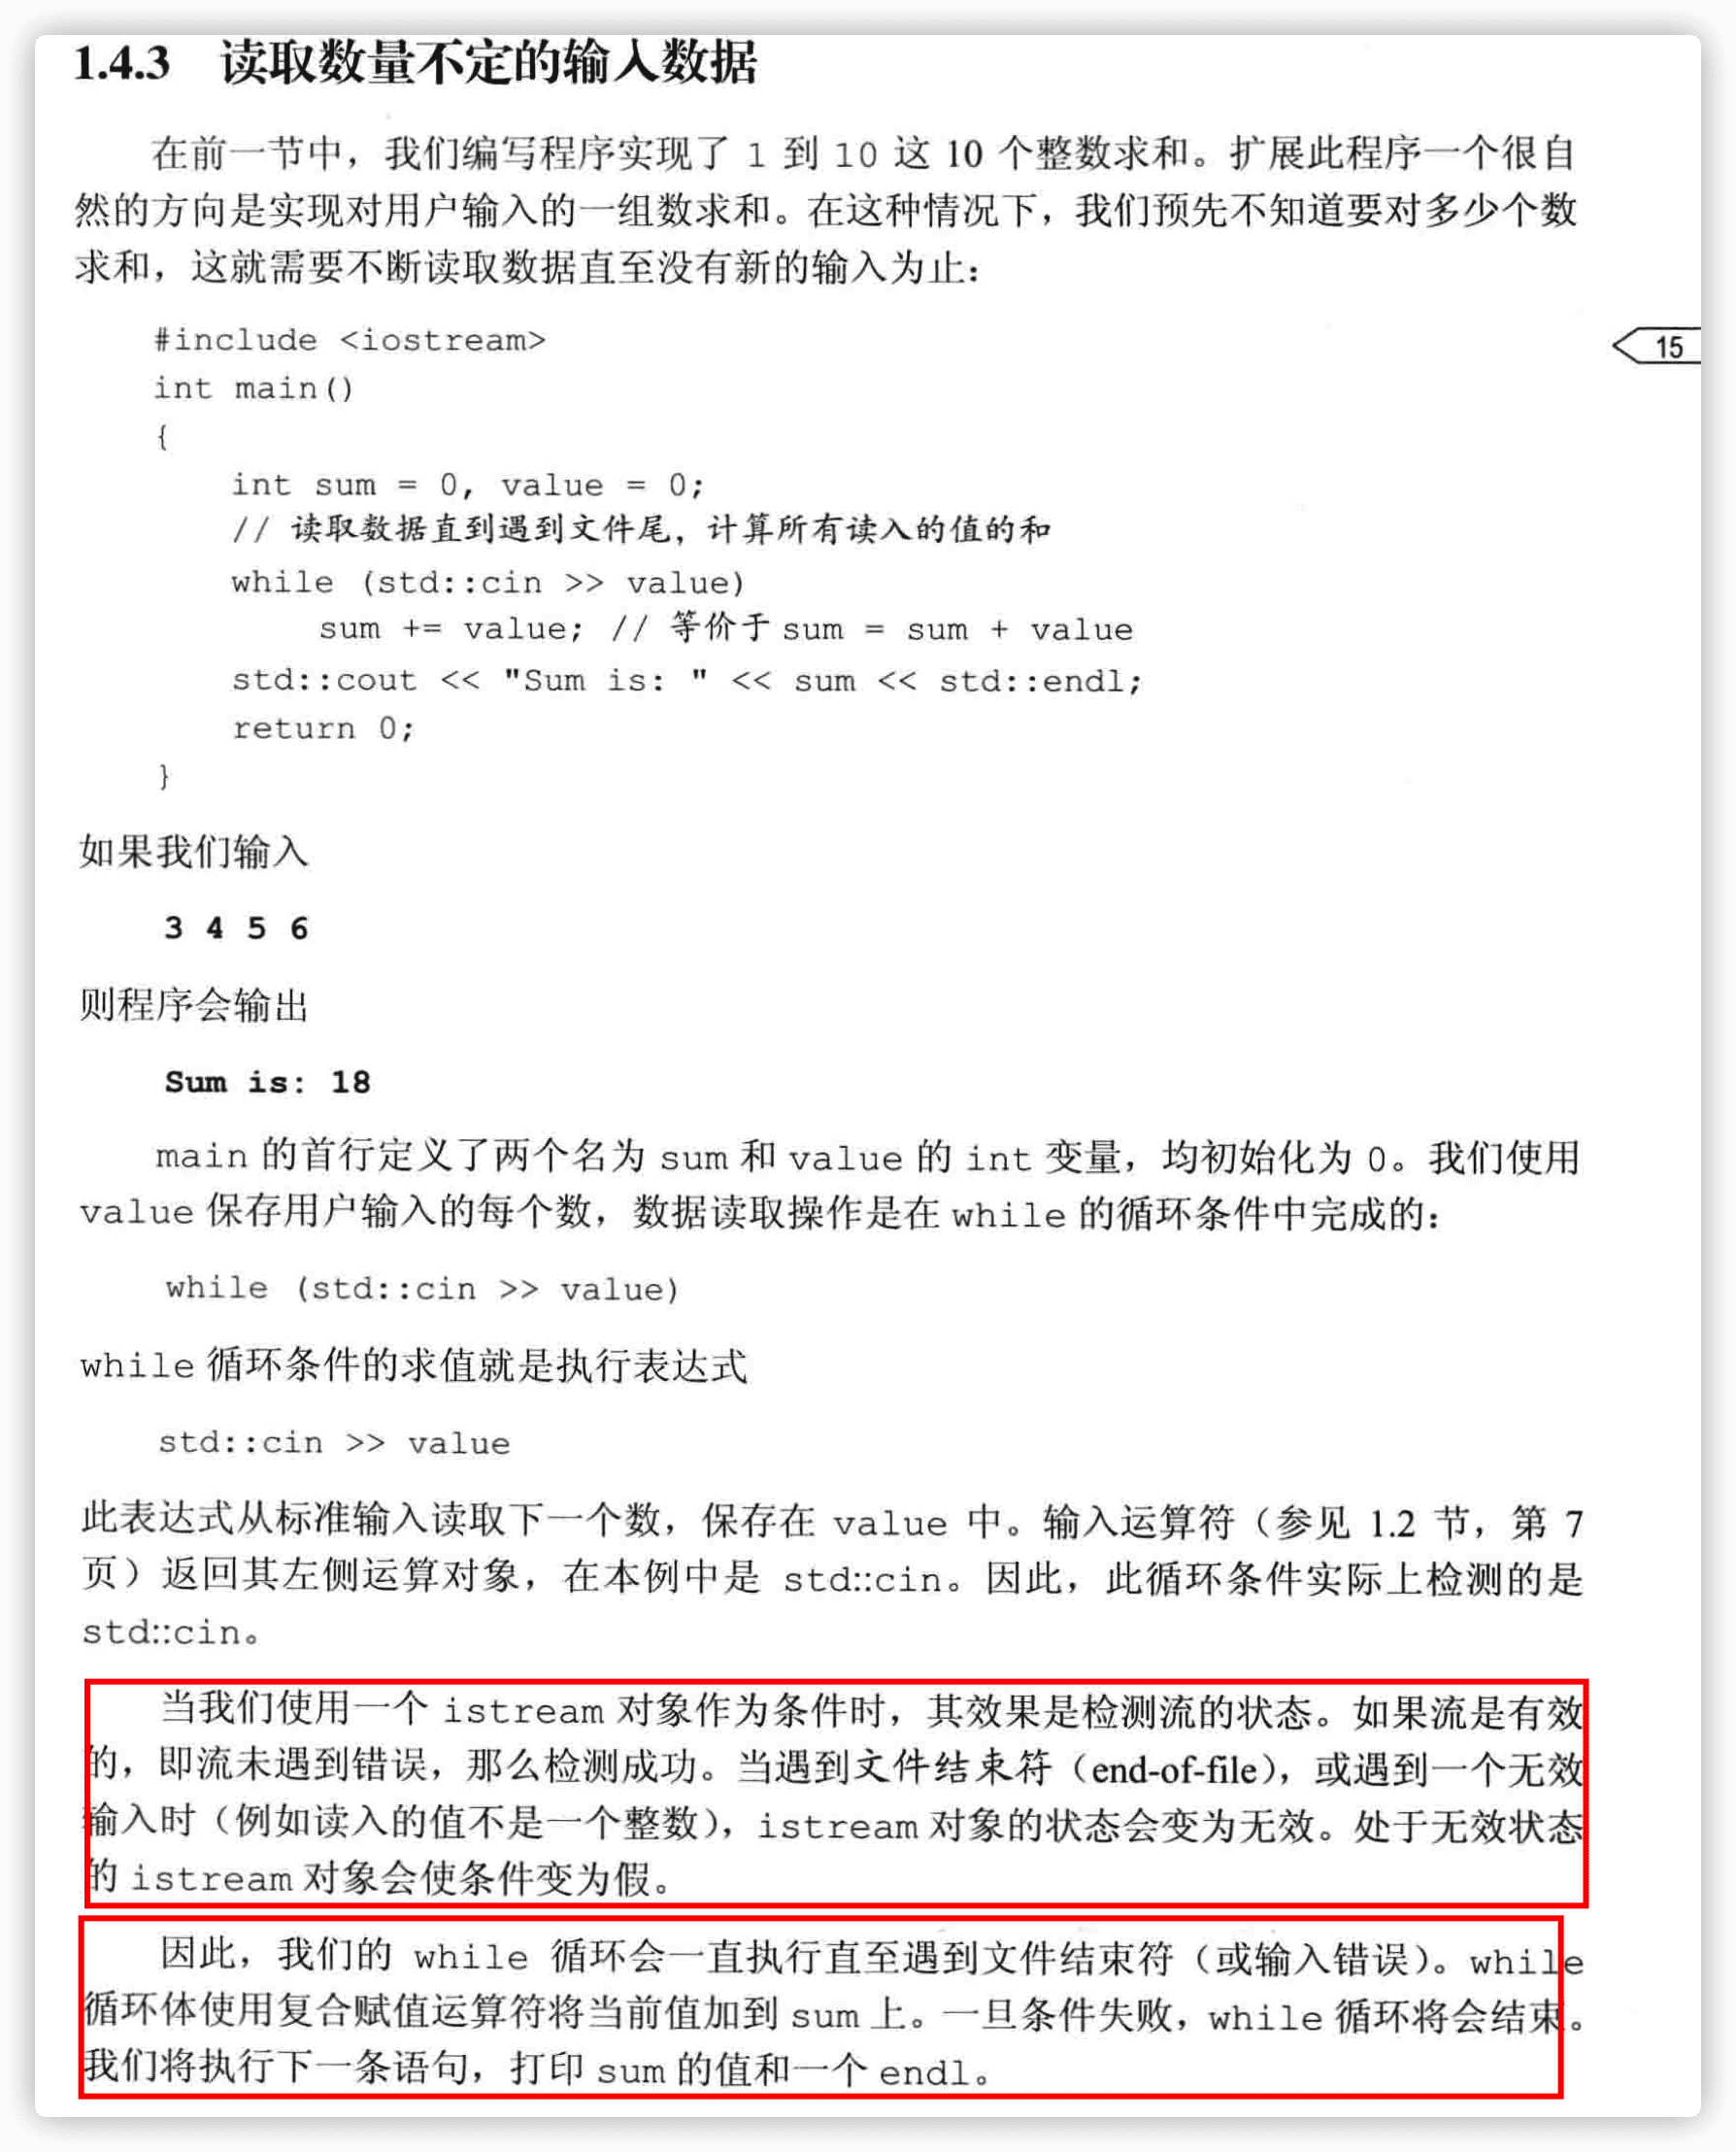 1.4.3 读取数量不定的输入数据
在前一节中，我们编写程序实现了 1 到 10 这 10 个整数求和。扩展此程序一个很自
然的方向是实现对用户输入的一组数求和。在这种情况下，我们预先不知道要对多少个数
求和，这就需要不断读取数据直至没有新的输入为止：
#include <iostream>
15
int main()
{
int sum = 0, value = 0;
// 读取数据直到遇到文件尾，计算所有读入的值的和
while (std::cin >> value)
sum += value; // 等价于 sum = sum + value
std::cout << "Sum is: " << sum << std::endl;
return 0;
}
如果我们输入
3 4 5 6
则程序会输出
Sum is: 18
main 的首行定义了两个名为 sum 和 value 的 int 变量，均初始化为 0。我们使用
value 保存用户输入的每个数，数据读取操作是在 while 的循环条件中完成的：
while (std::cin >> value)
while 循环条件的求值就是执行表达式
std::cin >> value
此表达式从标准输入读取下一个数，保存在 value 中。输入运算符（参见 1.2 节，第 7
页）返回其左侧运算对象，在本例中是 std::cin。因此，此循环条件实际上检测的是
std::cin。
当我们使用一个 istream 对象作为条件时，其效果是检测流的状态。如果流是有效
的，即流未遇到错误，那么检测成功。当遇到文件结束符（end-of-file），或遇到一个无效
输入时（例如读入的值不是一个整数），istream 对象的状态会变为无效。处于无效状态
的 istream 对象会使条件变为假。
因此，我们的 while 循环会一直执行直至遇到文件结束符（或输入错误）。while
循环体使用复合赋值运算符将当前值加到 sum 上。一旦条件失败，while 循环将会结束。
我们将执行下一条语句，打印 sum 的值和一个 endl。